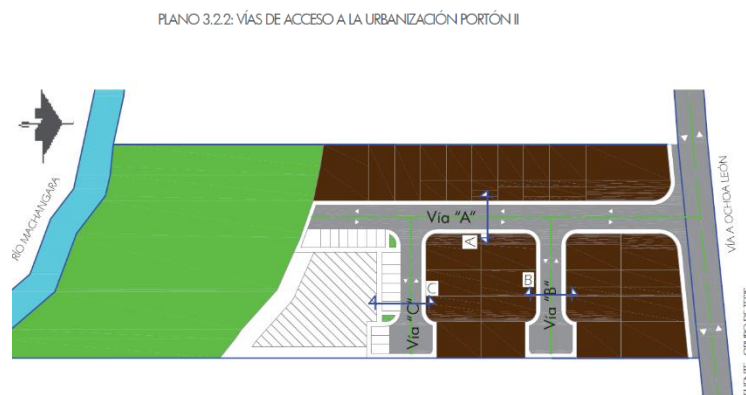 PLANO 3.2.2: VÍAS DE ACCESO A LA URBANIZACIÓN PORTÓN II
RÍO MACHANGARA
VÍA A OCHOA LEÓN
Vía "A"
A
B
C
Vía "B"
Vía "C"